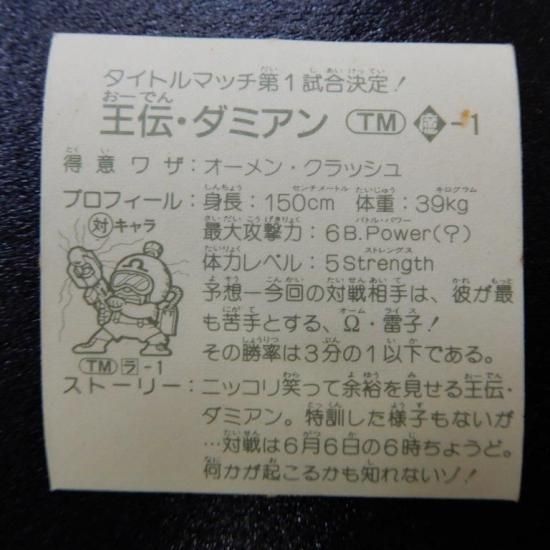 タイトルマッチ第1試合決定!
王伝・ダミアン TM -1
得意ワザ:オーメン・クラッシュ
プロフィール:身長:150cm 体重:39kg
対キャラ
最大攻撃力:6B.Power(?)
体力レベル:5Strength
予想―今回の対戦相手は、彼が最
も苦手とする、Ω・雷子!
その勝率は3分の1以下である。
TM ラ-1
ストーリー:ニッコリ笑って余裕を見せる王伝・
ダミアン。特訓した様子もないが
…対戦は6月6日の6時ちょうど。
何かが起こるかも知れないゾ!